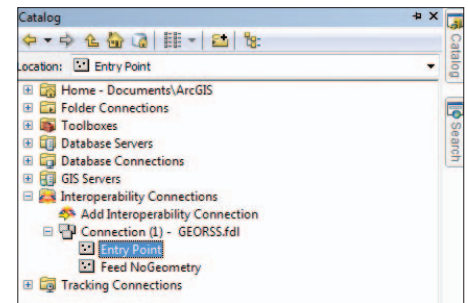 Catalog
Location: Entry Point
Home - Documents\ArcGIS
Folder Connections
Toolboxes
Database Servers
Database Connections
GIS Servers
Interoperability Connections
Add Interoperability Connection
Connection (1) - GEORSS.fdl
Entry Point
Feed NoGeometry
Tracking Connections
Catalog
Search